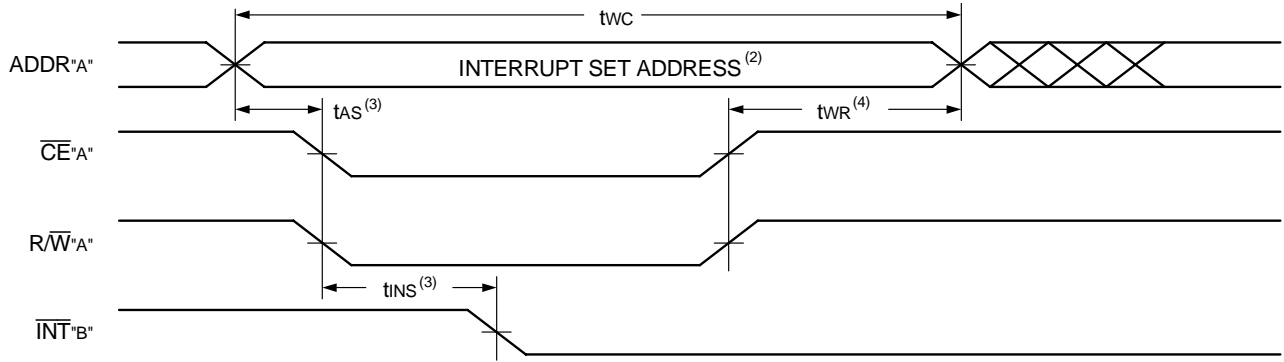 tWC
ADDR"A"
INTERRUPT SET ADDRESS(2)
tAS(3)
tWR(4)
CE"A"
R/W"A"
tINS(3)
INT"B"